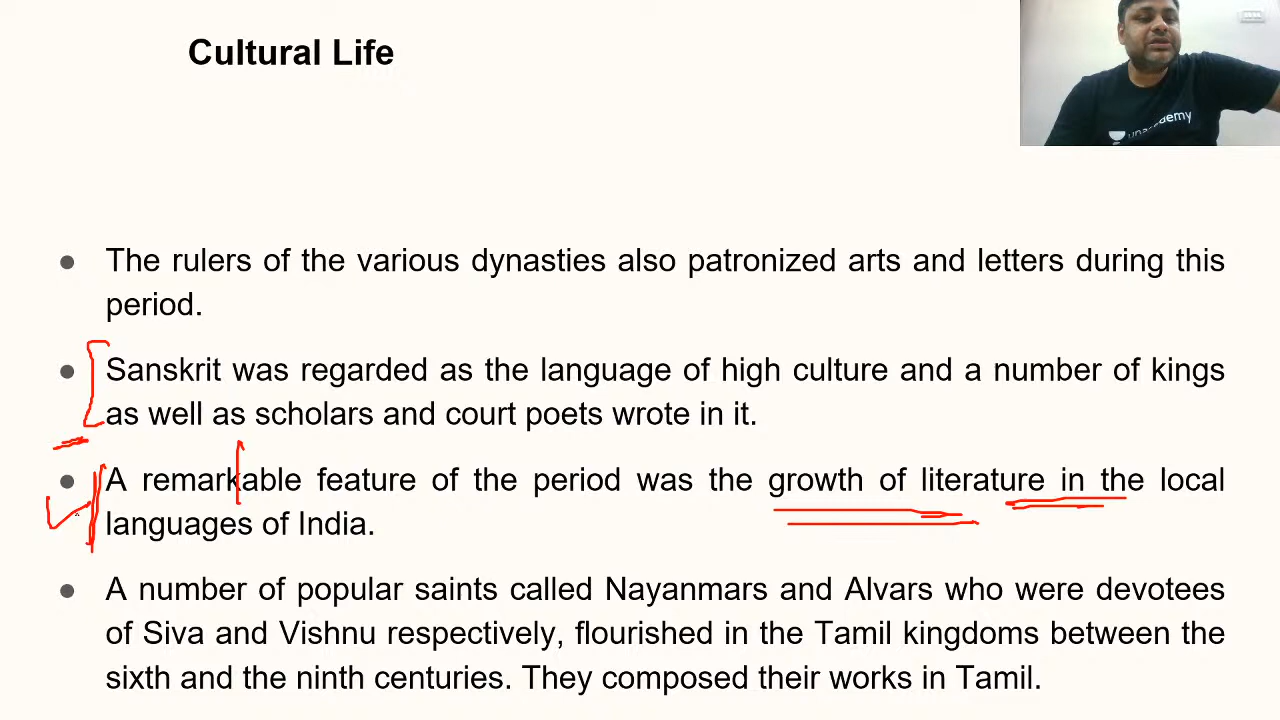 Cultural Life
unacademy
The rulers of the various dynasties also patronized arts and letters during this
period.
Sanskrit was regarded as the language of high culture and a number of kings
as well as scholars and court poets wrote in it.
A remarkable feature of the period was the growth of literature in the local
languages of India.
A number of popular saints called Nayanmars and Alvars who were devotees
of Siva and Vishnu respectively, flourished in the Tamil kingdoms between the
sixth and the ninth centuries. They composed their works in Tamil.